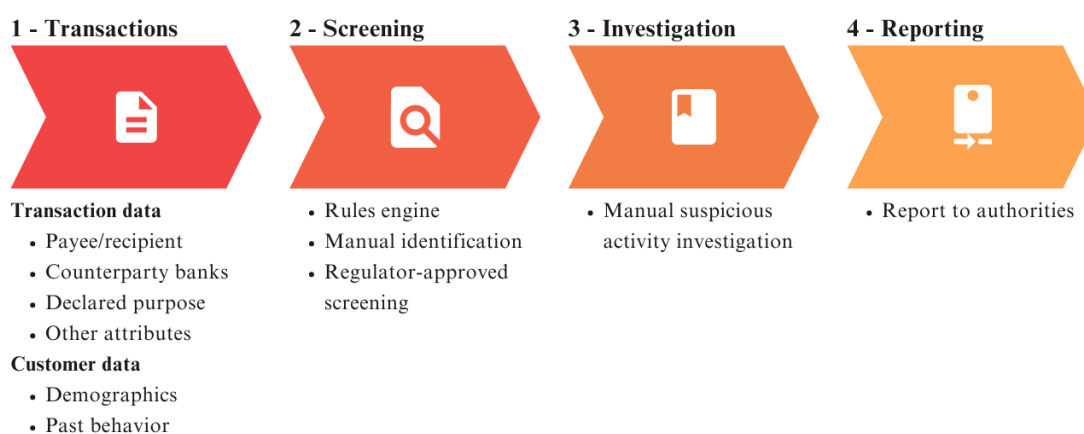 1 - Transactions
2 - Screening
3 - Investigation
4 - Reporting
Transaction data
• Payee/recipient
• Counterparty banks
• Declared purpose
• Other attributes
Customer data
• Demographics
• Past behavior
• Rules engine
• Manual identification
• Regulator-approved
screening
• Manual suspicious
activity investigation
• Report to authorities